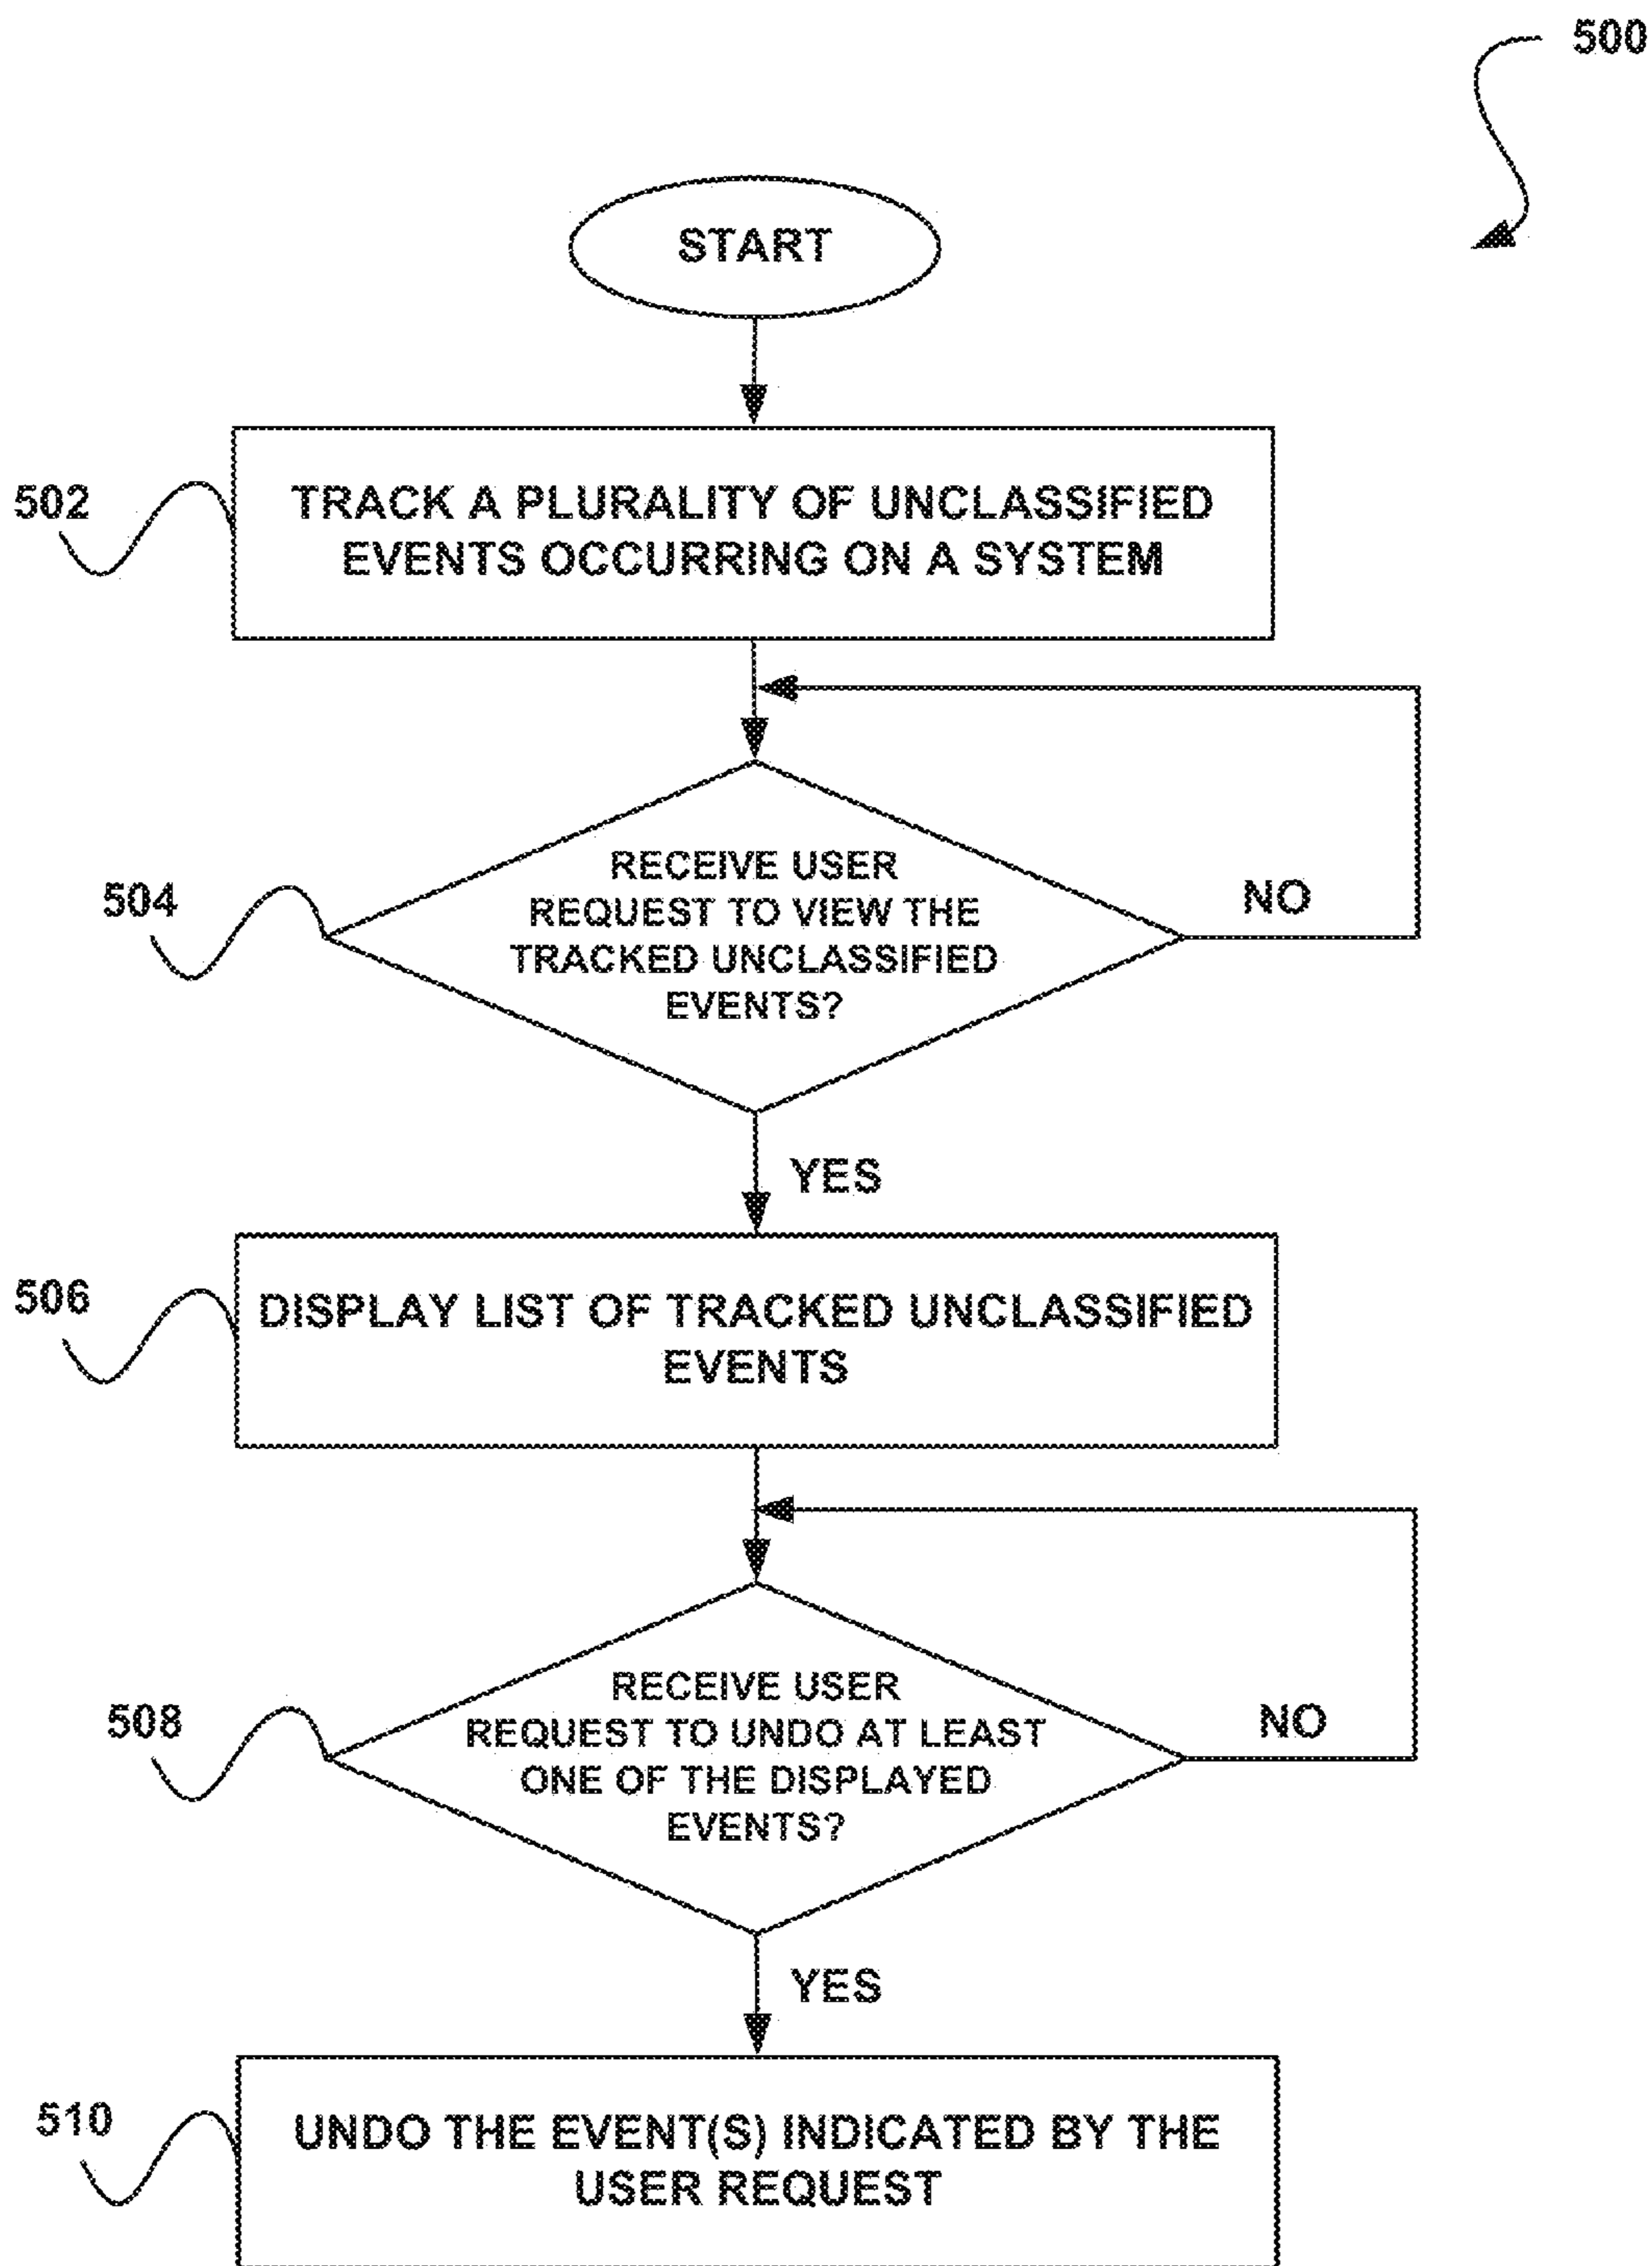 500
START
502
TRACK A PLURALITY OF UNCLASSIFIED
EVENTS OCCURRING ON A SYSTEM
504
RECEIVE USER
REQUEST TO VIEW THE
TRACKED UNCLASSIFIED
EVENTS?
NO
YES
506
DISPLAY LIST OF TRACKED UNCLASSIFIED
EVENTS
508
RECEIVE USER
REQUEST TO UNDO AT LEAST
ONE OF THE DISPLAYED
EVENTS?
NO
YES
510
UNDO THE EVENT(S) INDICATED BY THE
USER REQUEST